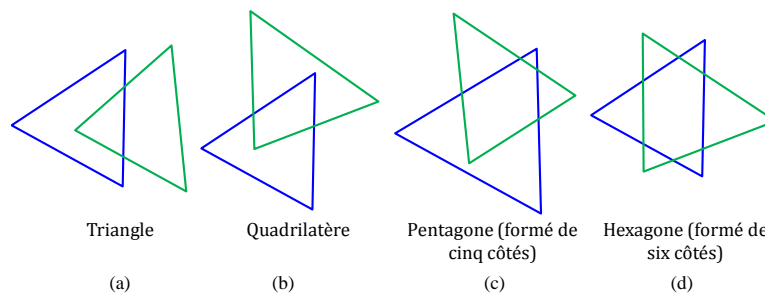 Triangle
Quadrilatère
Pentagone (formé de
cinq côtés)
Hexagone (formé de
six côtés)
(a)
(b)
(c)
(d)